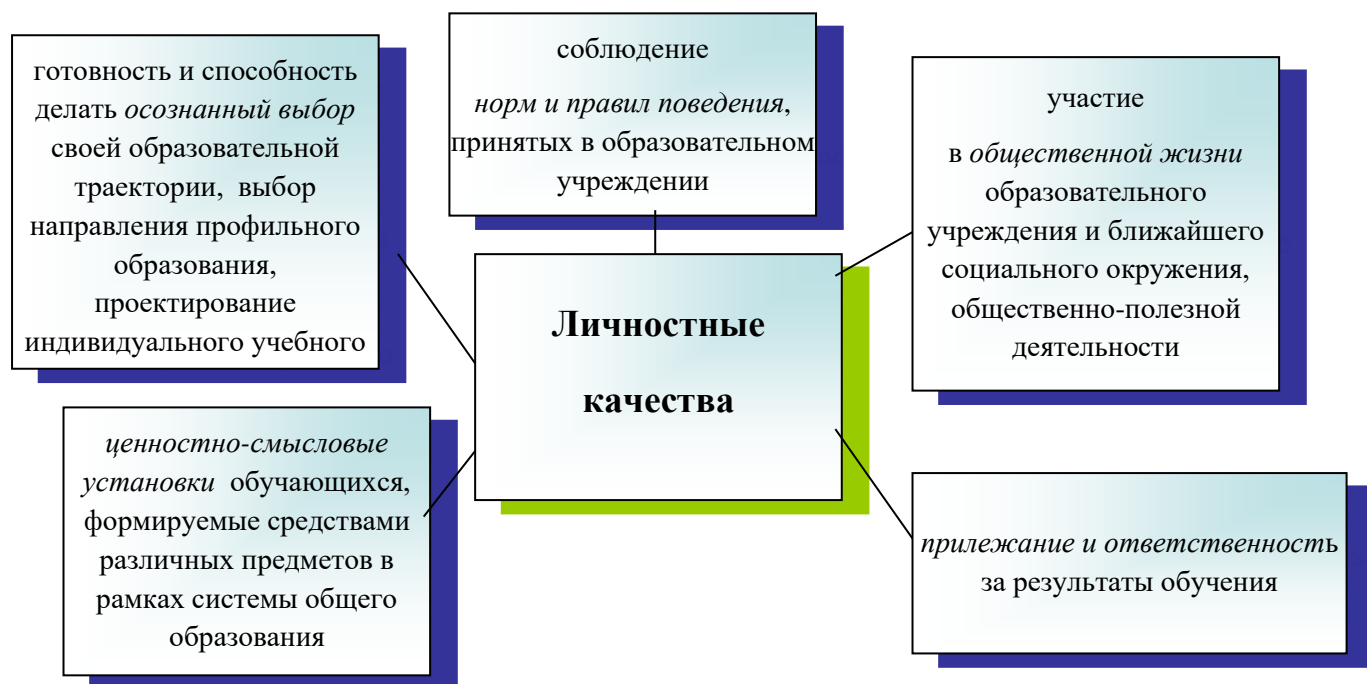 готовность и способность
делать осознанный выбор
своей образовательной
траектории, выбор
направления профильного
образования,
проектирование
индивидуального учебного
соблюдение
норм и правил поведения,
принятых в образовательном
учреждении
участие
в общественной жизни
образовательного
учреждения и ближайшего
социального окружения,
общественно-полезной
деятельности
Личностные
качества
ценностно-смысловые
установки обучающихся,
формируемые средствами
различных предметов в
рамках системы общего
образования
прилежание и ответственность
за результаты обучения